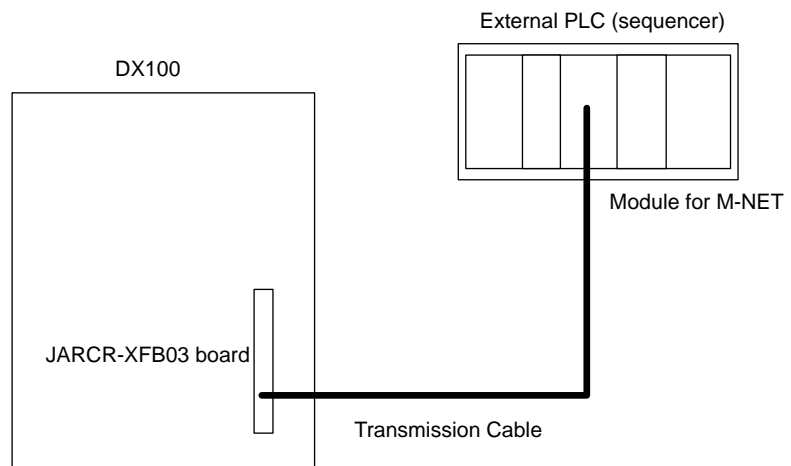 External PLC (sequencer)
DX100
Module for M-NET
JARCR-XFB03 board
Transmission Cable